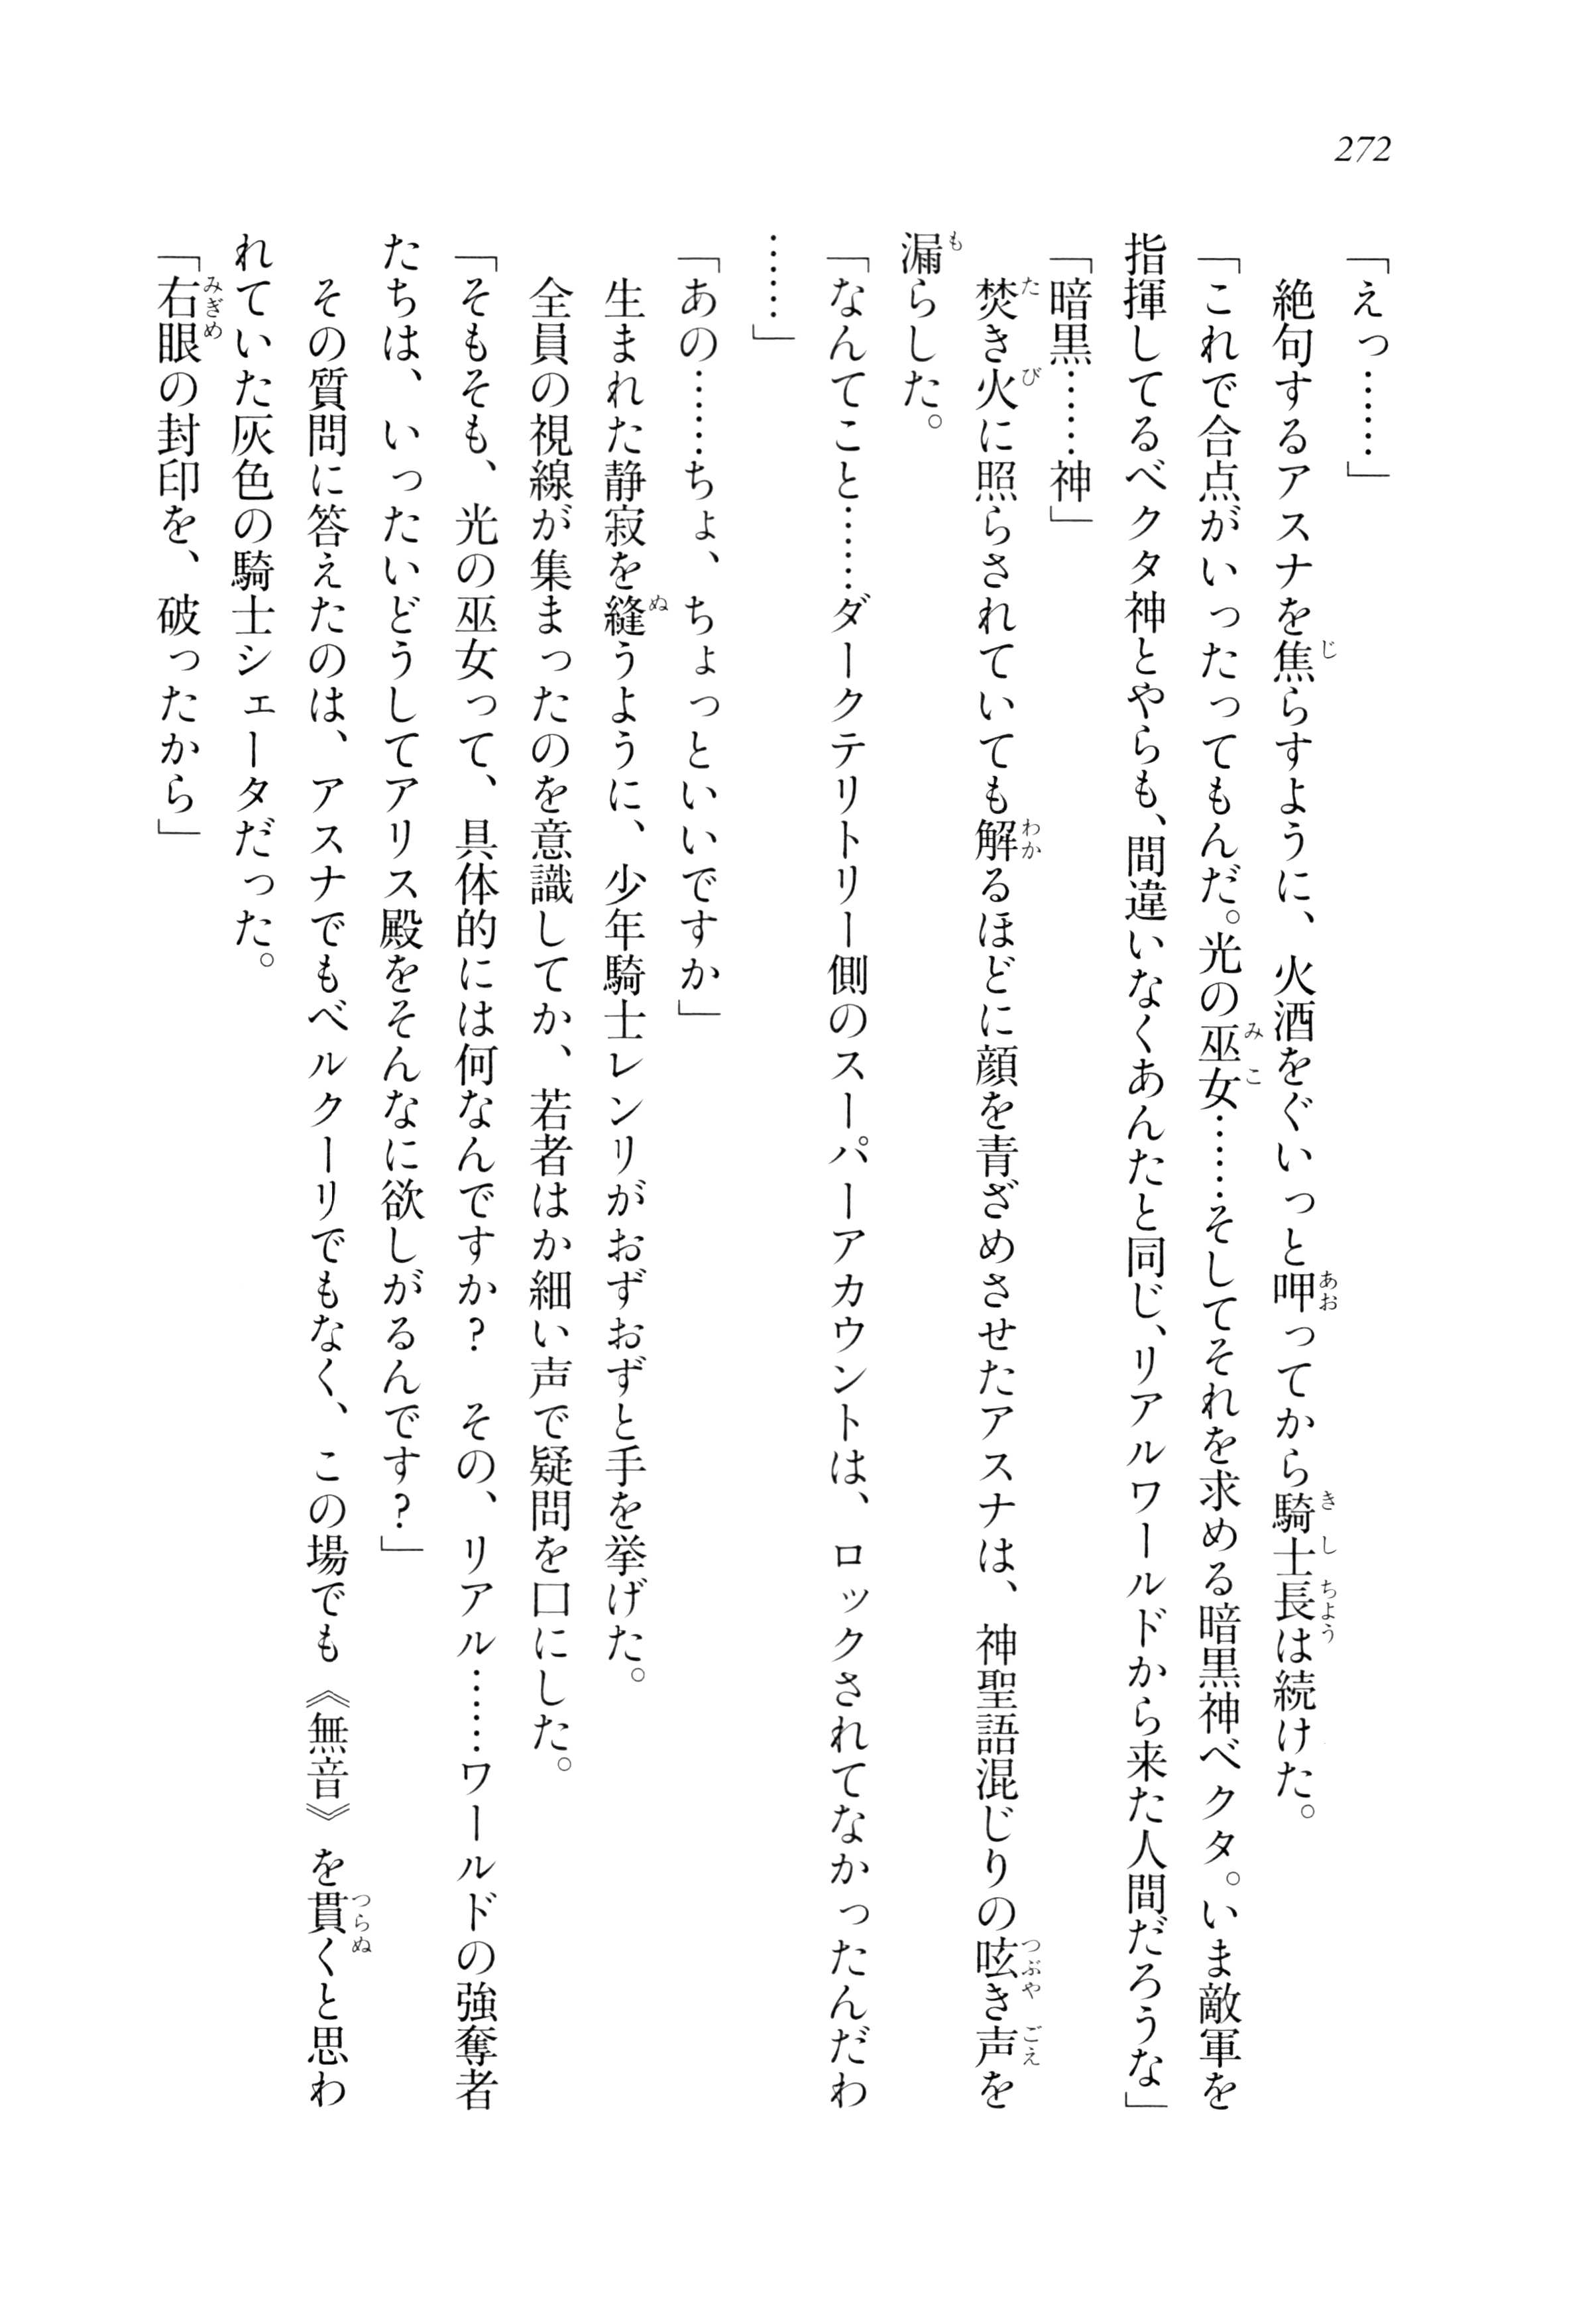 272
「えっ……」
　絶句するアスナを焦らすように、火酒をぐいっと呷ってから騎士長は続けた。
「これで合点がいったってもんだ。光の巫女……そしてそれを求める暗黒神ベクタ。いま敵軍を
指揮してるベクタ神とやらも、間違いなくあんたと同じ、リアルワールドから来た人間だろうな」
「暗黒……神」
　焚き火に照らされていても解るほどに顔を青ざめさせたアスナは、神聖語混じりの呟き声を
漏らした。
「なんてこと……ダークテリトリー側のスーパーアカウントは、ロックされてなかったんだわ
……」
「あの……ちょ、ちょっといいですか」
　生まれた静寂を縫うように、少年騎士レンリがおずおずと手を挙げた。
　全員の視線が集まったのを意識してか、若者はか細い声で疑問を口にした。
「そもそも、光の巫女って、具体的には何なんですか？　その、リアル……ワールドの強奪者
たちは、いったいどうしてアリス殿をそんなに欲しがるんです？」
　その質問に答えたのは、アスナでもベルクーリでもなく、この場でも《無音》を貫くと思わ
れていた灰色の騎士シェータだった。
「右眼の封印を、破ったから」